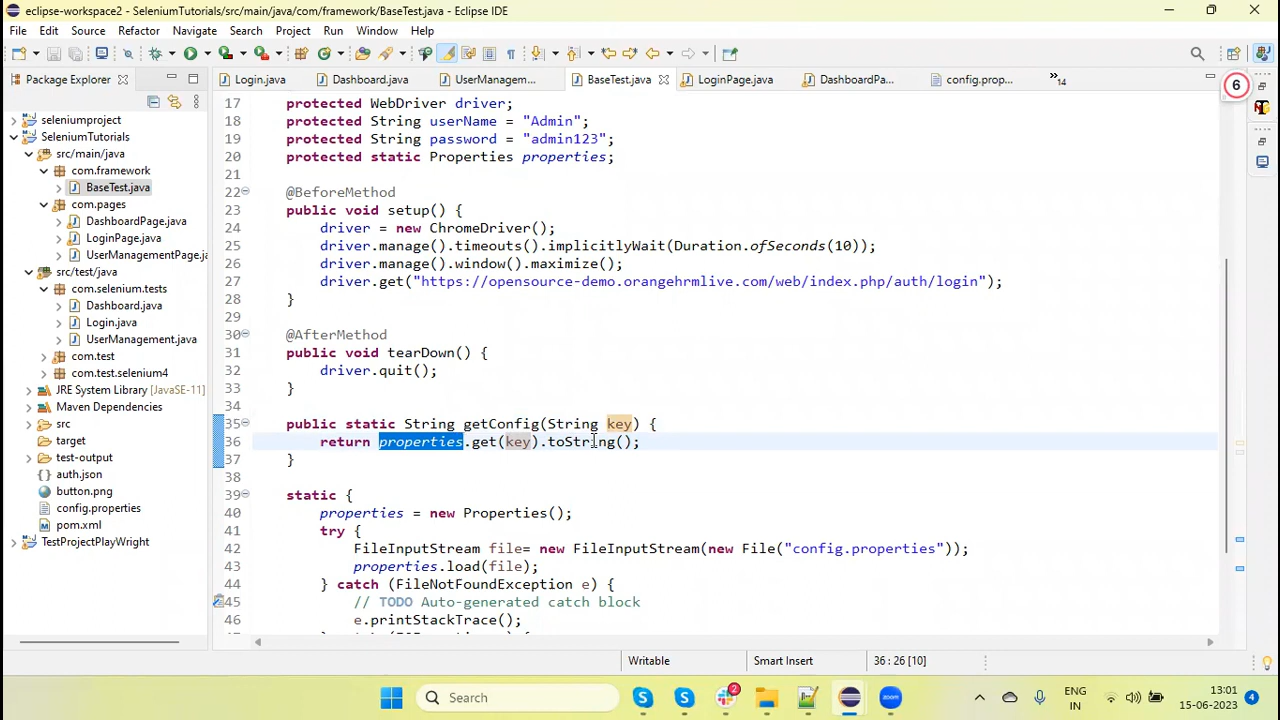 eclipse-workspace2 - SeleniumTutorials/src/main/java/com/framework/BaseTest.java - Eclipse IDE
File Edit Source Refactor Navigate Search Project Run Window Help
Package Explorer
Login.java Dashboard.java UserManagem... BaseTest.java LoginPage.java DashboardPa... config.prop... »14
6
seleniumproject
SeleniumTutorials
src/main/java
com.framework
BaseTest.java
com.pages
DashboardPage.java
LoginPage.java
UserManagementPage.ja
src/test/java
com.selenium.tests
Dashboard.java
Login.java
UserManagement.java
com.test
com.test.selenium4
JRE System Library [JavaSE-11]
Maven Dependencies
src
target
test-output
auth.json
button.png
config.properties
pom.xml
TestProjectPlayWright
17 protected WebDriver driver;
18 protected String userName = "Admin";
19 protected String password = "admin123";
20 protected static Properties properties;
21
22 @BeforeMethod
23 public void setup() {
24 driver = new ChromeDriver();
25 driver.manage().timeouts().implicitlyWait(Duration.ofSeconds(10));
26 driver.manage().window().maximize();
27 driver.get("https://opensource-demo.orangehrmlive.com/web/index.php/auth/login");
28 }
29
30 @AfterMethod
31 public void tearDown() {
32 driver.quit();
33 }
34
35 public static String getConfig(String key) {
36 return properties.get(key).toString();
37 }
38
39 static {
40 properties = new Properties();
41 try {
42 FileInputStream file= new FileInputStream(new File("config.properties"));
43 properties.load(file);
44 } catch (FileNotFoundException e) {
45 // TODO Auto-generated catch block
46 e.printStackTrace();
Writable Smart Insert 36 : 26 [10]
Search
2
ENG
IN
13:01
15-06-2023
4